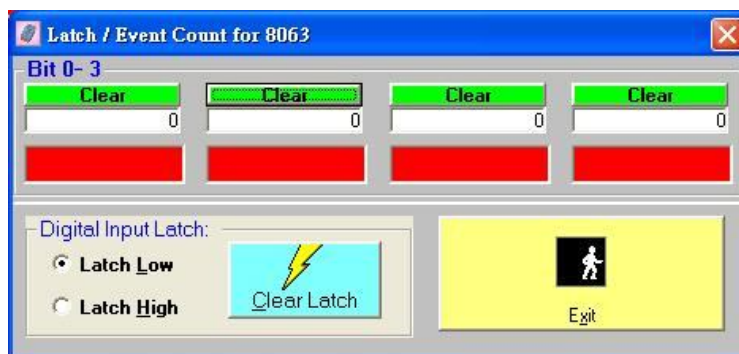 Latch / Event Count for 8063
Bit 0- 3
Clear Clear Clear Clear
0 0 0 0
Digital Input Latch:
Latch Low
Latch High
Clear Latch
Exit